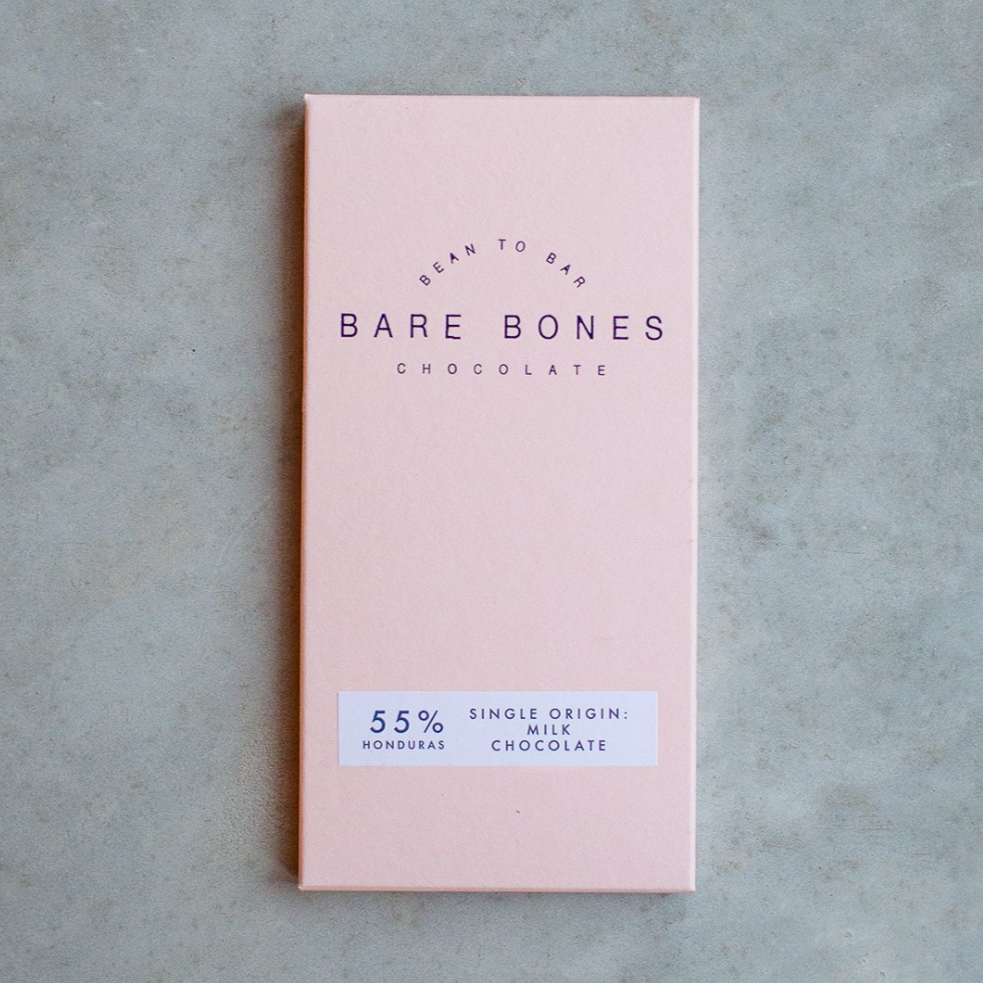 BEAN TO BAR
BARE BONES
CHOCOLATE
55%
HONDURAS
SINGLE ORIGIN:
MILK
CHOCOLATE